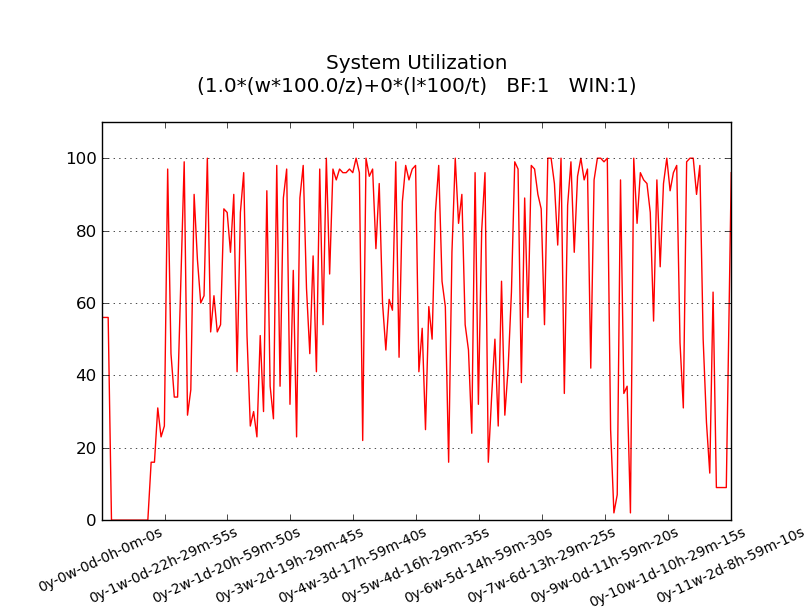 System Utilization
(1.0*(w*100.0/z)+0*(l*100/t)   BF:1   WIN:1)
100
80
60
40
20
0
0y-0w-0d-0h-0m-0s
0y-1w-0d-22h-29m-55s
0y-2w-1d-20h-59m-50s
0y-3w-2d-19h-29m-45s
0y-4w-3d-17h-59m-40s
0y-5w-4d-16h-29m-35s
0y-6w-5d-14h-59m-30s
0y-7w-6d-13h-29m-25s
0y-9w-0d-11h-59m-20s
0y-10w-1d-10h-29m-15s
0y-11w-2d-8h-59m-10s